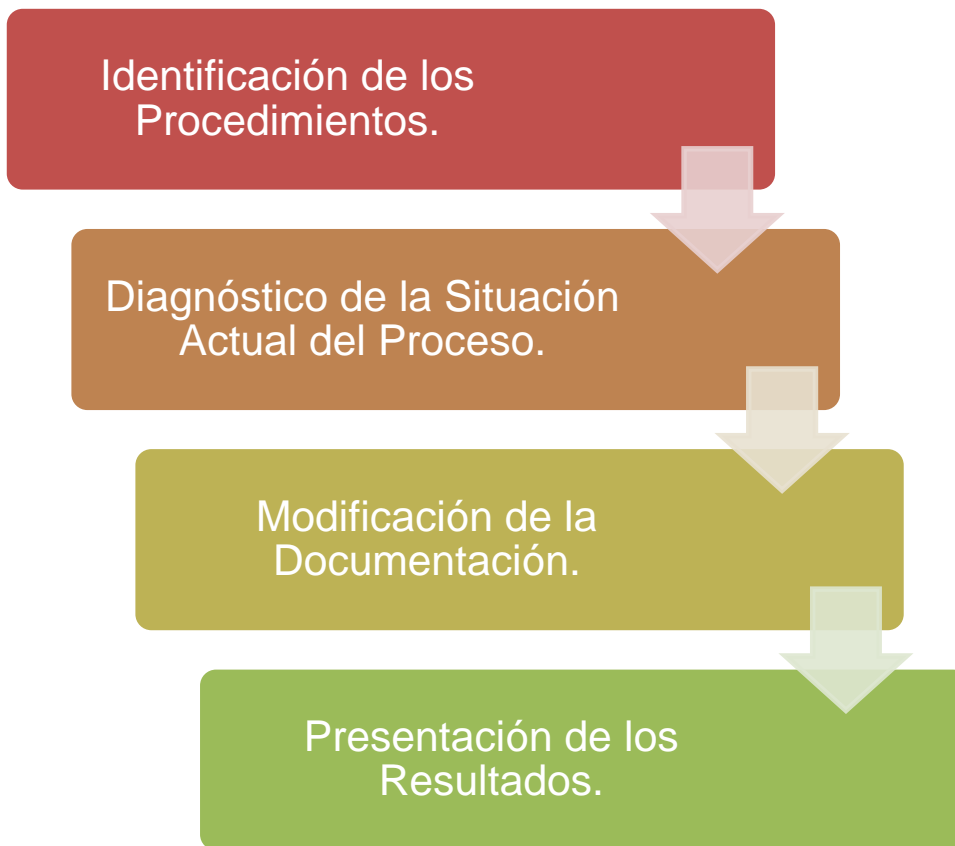 Identificación de los
Procedimientos.
Diagnóstico de la Situación
Actual del Proceso.
Modificación de la
Documentación.
Presentación de los
Resultados.